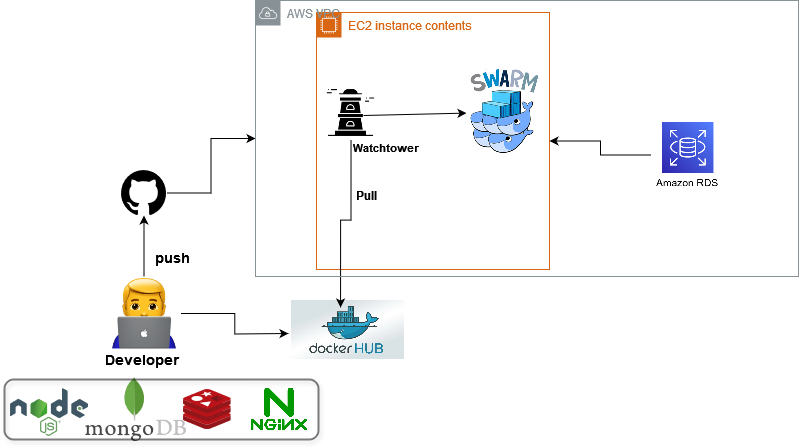 AWS VPC
EC2 instance contents
SWARM
Watchtower
Amazon RDS
Pull
push
Developer
docker HUB
node
JS
mongoDB
NGINX